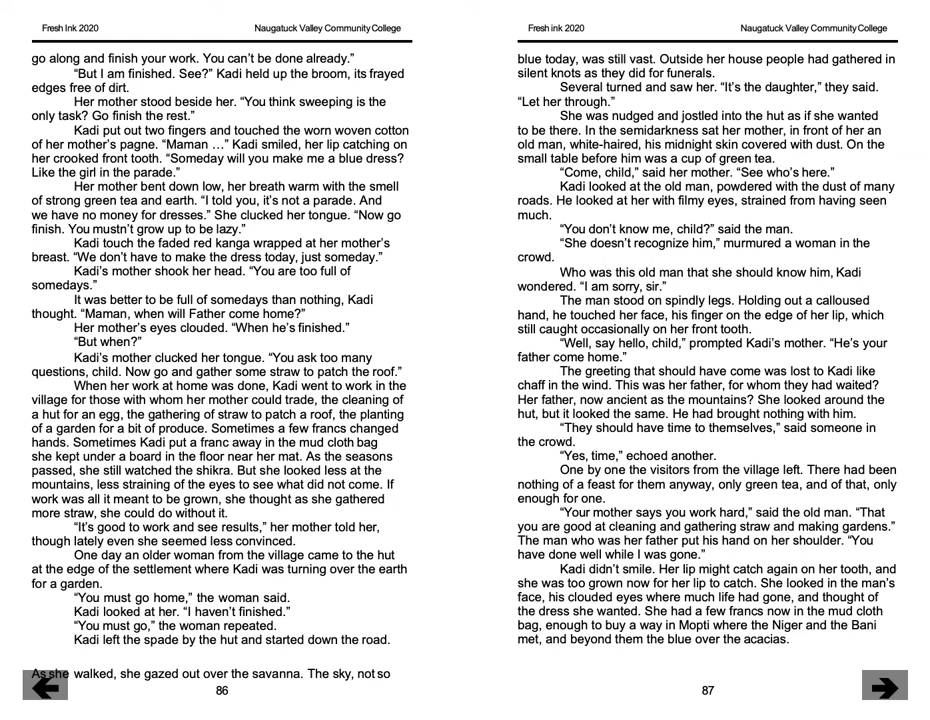 Fresh Ink 2020 Naugatuck Valley Community College
go along and finish your work. You can’t be done already.”
“But I am finished. See?” Kadi held up the broom, its frayed
edges free of dirt.
Her mother stood beside her. “You think sweeping is the
only task? Go finish the rest.”
Kadi put out two fingers and touched the worn woven cotton
of her mother’s pagne. “Maman …” Kadi smiled, her lip catching on
her crooked front tooth. “Someday will you make me a blue dress?
Like the girl in the parade.”
Her mother bent down low, her breath warm with the smell
of strong green tea and earth. “I told you, it’s not a parade. And
we have no money for dresses.” She clucked her tongue. “Now go
finish. You mustn’t grow up to be lazy.”
Kadi touch the faded red kanga wrapped at her mother’s
breast. “We don’t have to make the dress today, just someday.”
Kadi’s mother shook her head. “You are too full of
somedays.”
It was better to be full of somedays than nothing, Kadi
thought. “Maman, when will Father come home?”
Her mother’s eyes clouded. “When he’s finished.”
“But when?”
Kadi’s mother clucked her tongue. “You ask too many
questions, child. Now go and gather some straw to patch the roof.”
When her work at home was done, Kadi went to work in the
village for those with whom her mother could trade, the cleaning of
a hut for an egg, the gathering of straw to patch a roof, the planting
of a garden for a bit of produce. Sometimes a few francs changed
hands. Sometimes Kadi put a franc away in the mud cloth bag
she kept under a board in the floor near her mat. As the seasons
passed, she still watched the shikra. But she looked less at the
mountains, less straining of the eyes to see what did not come. If
work was all it meant to be grown, she thought as she gathered
more straw, she could do without it.
“It’s good to work and see results,” her mother told her,
though lately even she seemed less convinced.
One day an older woman from the village came to the hut
at the edge of the settlement where Kadi was turning over the earth
for a garden.
“You must go home,” the woman said.
Kadi looked at her. “I haven’t finished.”
“You must go,” the woman repeated.
Kadi left the spade by the hut and started down the road.
As she walked, she gazed out over the savanna. The sky, not so
86
Fresh ink 2020 Naugatuck Valley Community College
blue today, was still vast. Outside her house people had gathered in
silent knots as they did for funerals.
Several turned and saw her. “It’s the daughter,” they said.
“Let her through.”
She was nudged and jostled into the hut as if she wanted
to be there. In the semidarkness sat her mother, in front of her an
old man, white-haired, his midnight skin covered with dust. On the
small table before him was a cup of green tea.
“Come, child,” said her mother. “See who’s here.”
Kadi looked at the old man, powdered with the dust of many
roads. He looked at her with filmy eyes, strained from having seen
much.
“You don’t know me, child?” said the man.
“She doesn’t recognize him,” murmured a woman in the
crowd.
Who was this old man that she should know him, Kadi
wondered. “I am sorry, sir.”
The man stood on spindly legs. Holding out a calloused
hand, he touched her face, his finger on the edge of her lip, which
still caught occasionally on her front tooth.
“Well, say hello, child,” prompted Kadi’s mother. “He’s your
father come home.”
The greeting that should have come was lost to Kadi like
chaff in the wind. This was her father, for whom they had waited?
Her father, now ancient as the mountains? She looked around the
hut, but it looked the same. He had brought nothing with him.
“They should have time to themselves,” said someone in
the crowd.
“Yes, time,” echoed another.
One by one the visitors from the village left. There had been
nothing of a feast for them anyway, only green tea, and of that, only
enough for one.
“Your mother says you work hard,” said the old man. “That
you are good at cleaning and gathering straw and making gardens.”
The man who was her father put his hand on her shoulder. “You
have done well while I was gone.”
Kadi didn’t smile. Her lip might catch again on her tooth, and
she was too grown now for her lip to catch. She looked in the man’s
face, his clouded eyes where much life had gone, and thought of
the dress she wanted. She had a few francs now in the mud cloth
bag, enough to buy a way in Mopti where the Niger and the Bani
met, and beyond them the blue over the acacias.
87